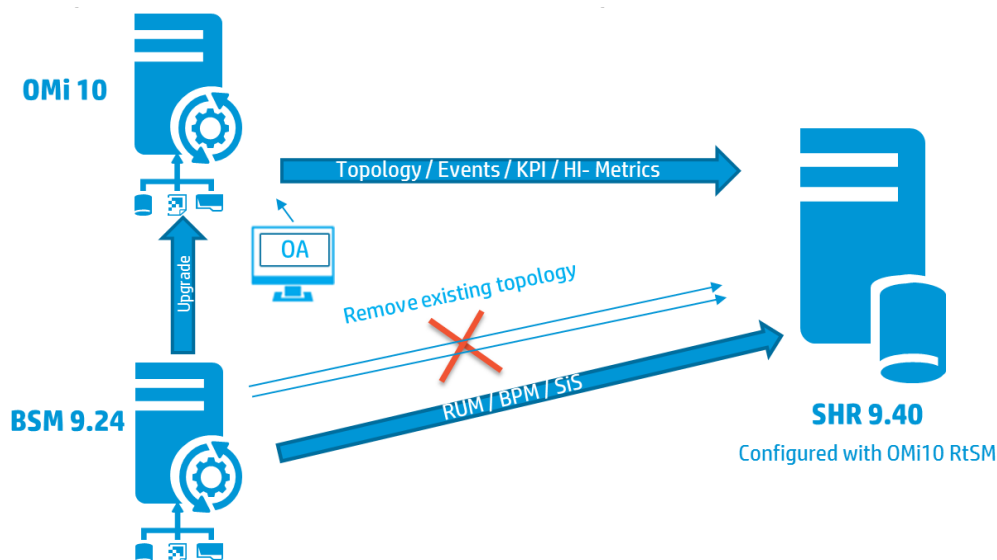 OMi 10
Topology / Events / KPI / HI- Metrics
OA
Upgrade
Remove existing topology
RUM / BPM / SiS
BSM 9.24
SHR 9.40
Configured with OMi10 RtSM